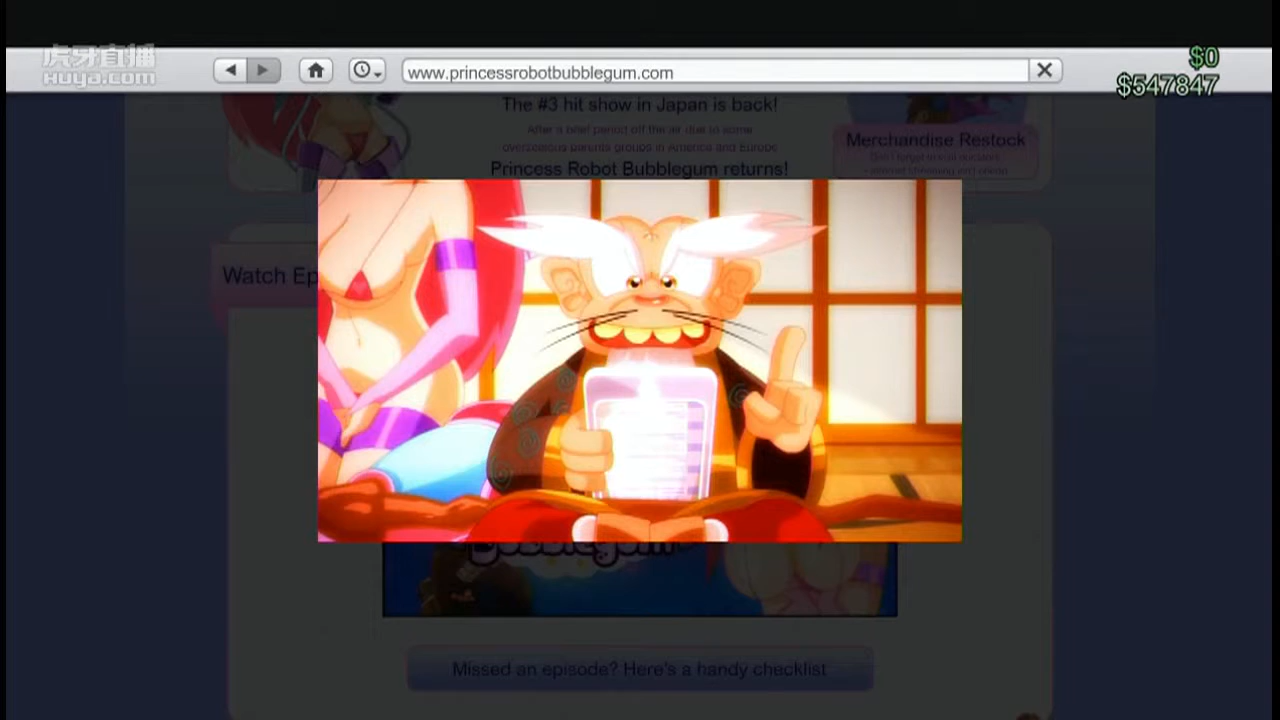 虎牙直播
Huya.com
www.princessrobotbubblegum.com
$0
$547847
The #3 hit show in Japan is back!
After a brief period off the air due to some
overzealous parents groups in America and Europe
Princess Robot Bubblegum returns!
Merchandise Restock
Watch Ep
Bubblegum
Missed an episode? Here's a handy checklist